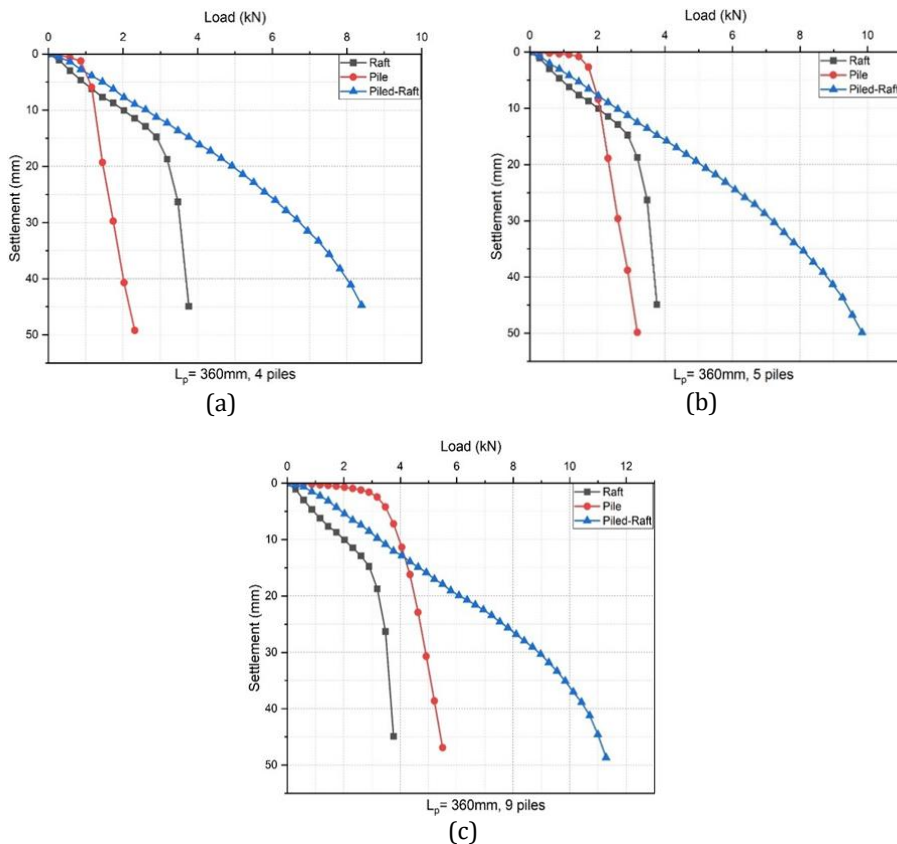 Load (kN)
0 2 4 6 8 10
0
10
20
30
40
50
Settlement (mm)
Raft
Pile
Piled-Raft
Lp= 360mm, 4 piles
(a)
Load (kN)
0 2 4 6 8 10
0
10
20
30
40
50
Settlement (mm)
Raft
Pile
Piled-Raft
Lp= 360mm, 5 piles
(b)
Load (kN)
0 2 4 6 8 10 12
0
10
20
30
40
50
Settlement (mm)
Raft
Pile
Piled-Raft
Lp= 360mm, 9 piles
(c)